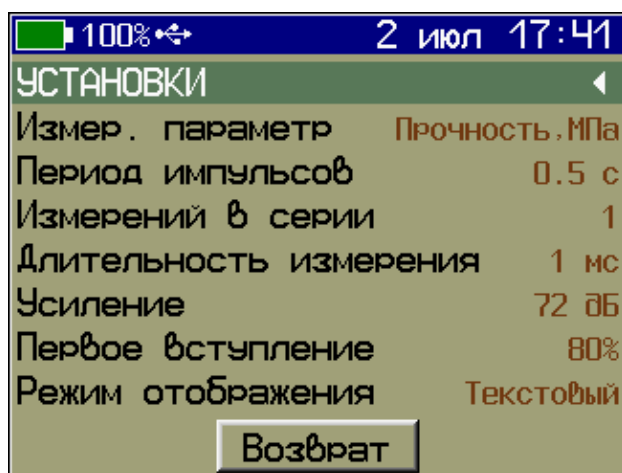 100% 2 июл 17:41
УСТАНОВКИ
Измер. параметр Прочность,МПа
Период импульсов 0.5 с
Измерений в серии 1
Длительность измерения 1 мс
Усиление 72 дБ
Первое вступление 80%
Режим отображения Текстовый
Возврат